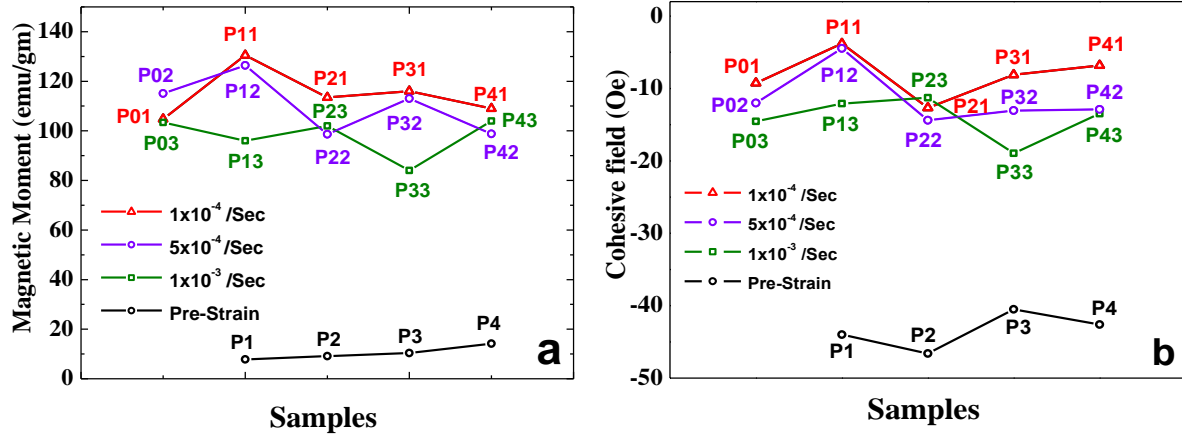 Magnetic Moment (emu/gm)
140
120
100
80
60
40
20
0
P11
P02
P12
P21
P31
P01
P23
P41
P03
P32
P43
P13
P22
P42
P33
1x10⁻⁴ /Sec
5x10⁻⁴ /Sec
1x10⁻³ /Sec
Pre-Strain
P1
P2
P3
P4
a
Samples
Cohesive field (Oe)
0
-10
-20
-30
-40
-50
P11
P01
P12
P31
P41
P23
P02
P21
P32
P42
P03
P13
P22
P43
P33
1x10⁻⁴ /Sec
5x10⁻⁴ /Sec
1x10⁻³ /Sec
Pre-Strain
P1
P2
P3
P4
b
Samples